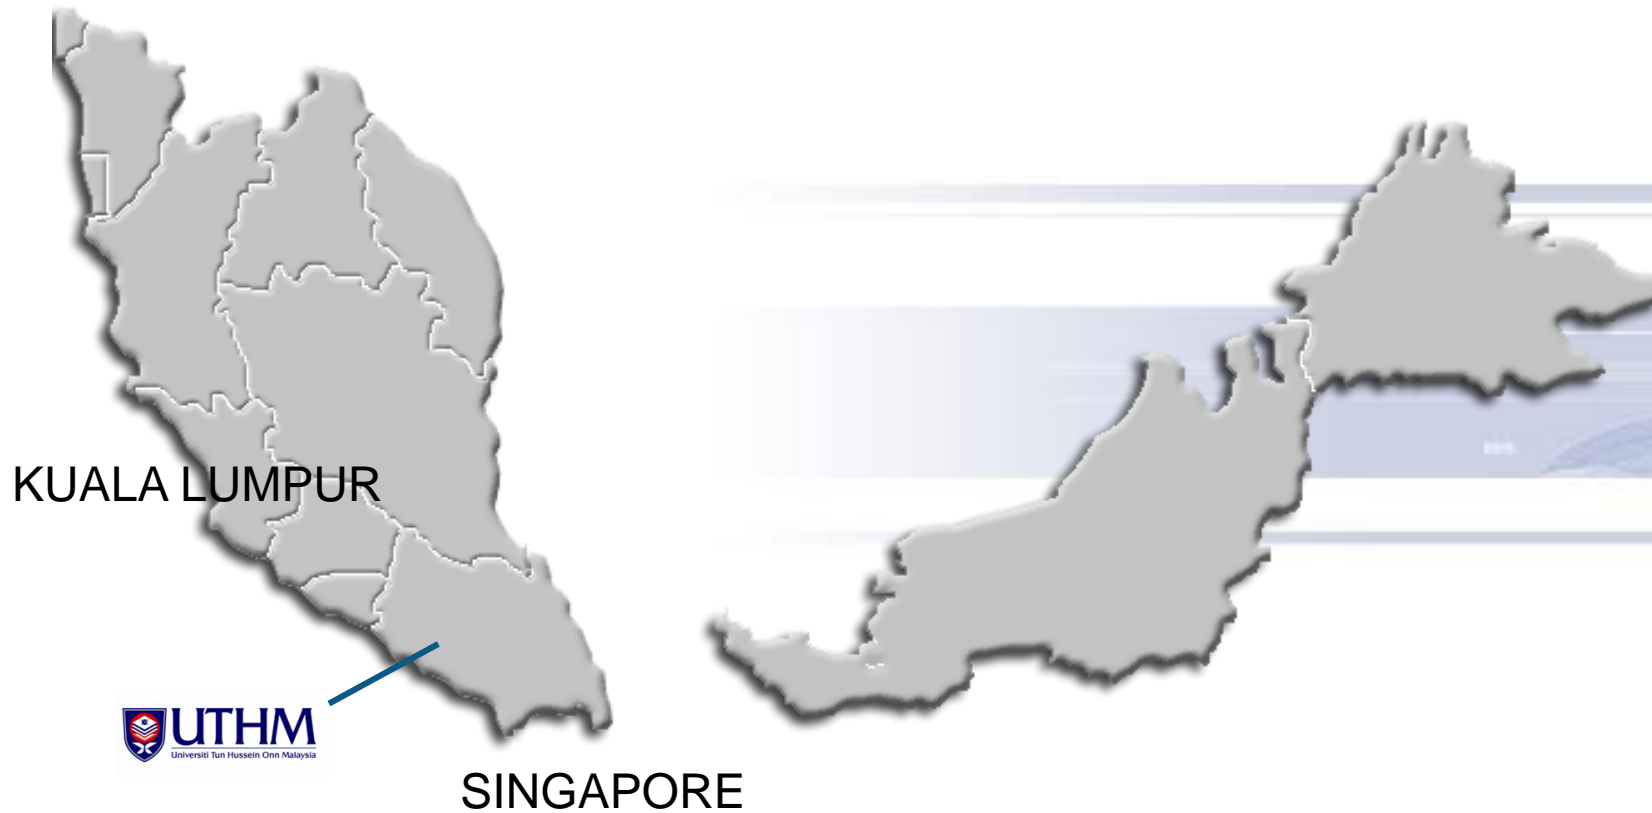 KUALA LUMPUR
UTHM
Universiti Tun Hussein Onn Malaysia
SINGAPORE